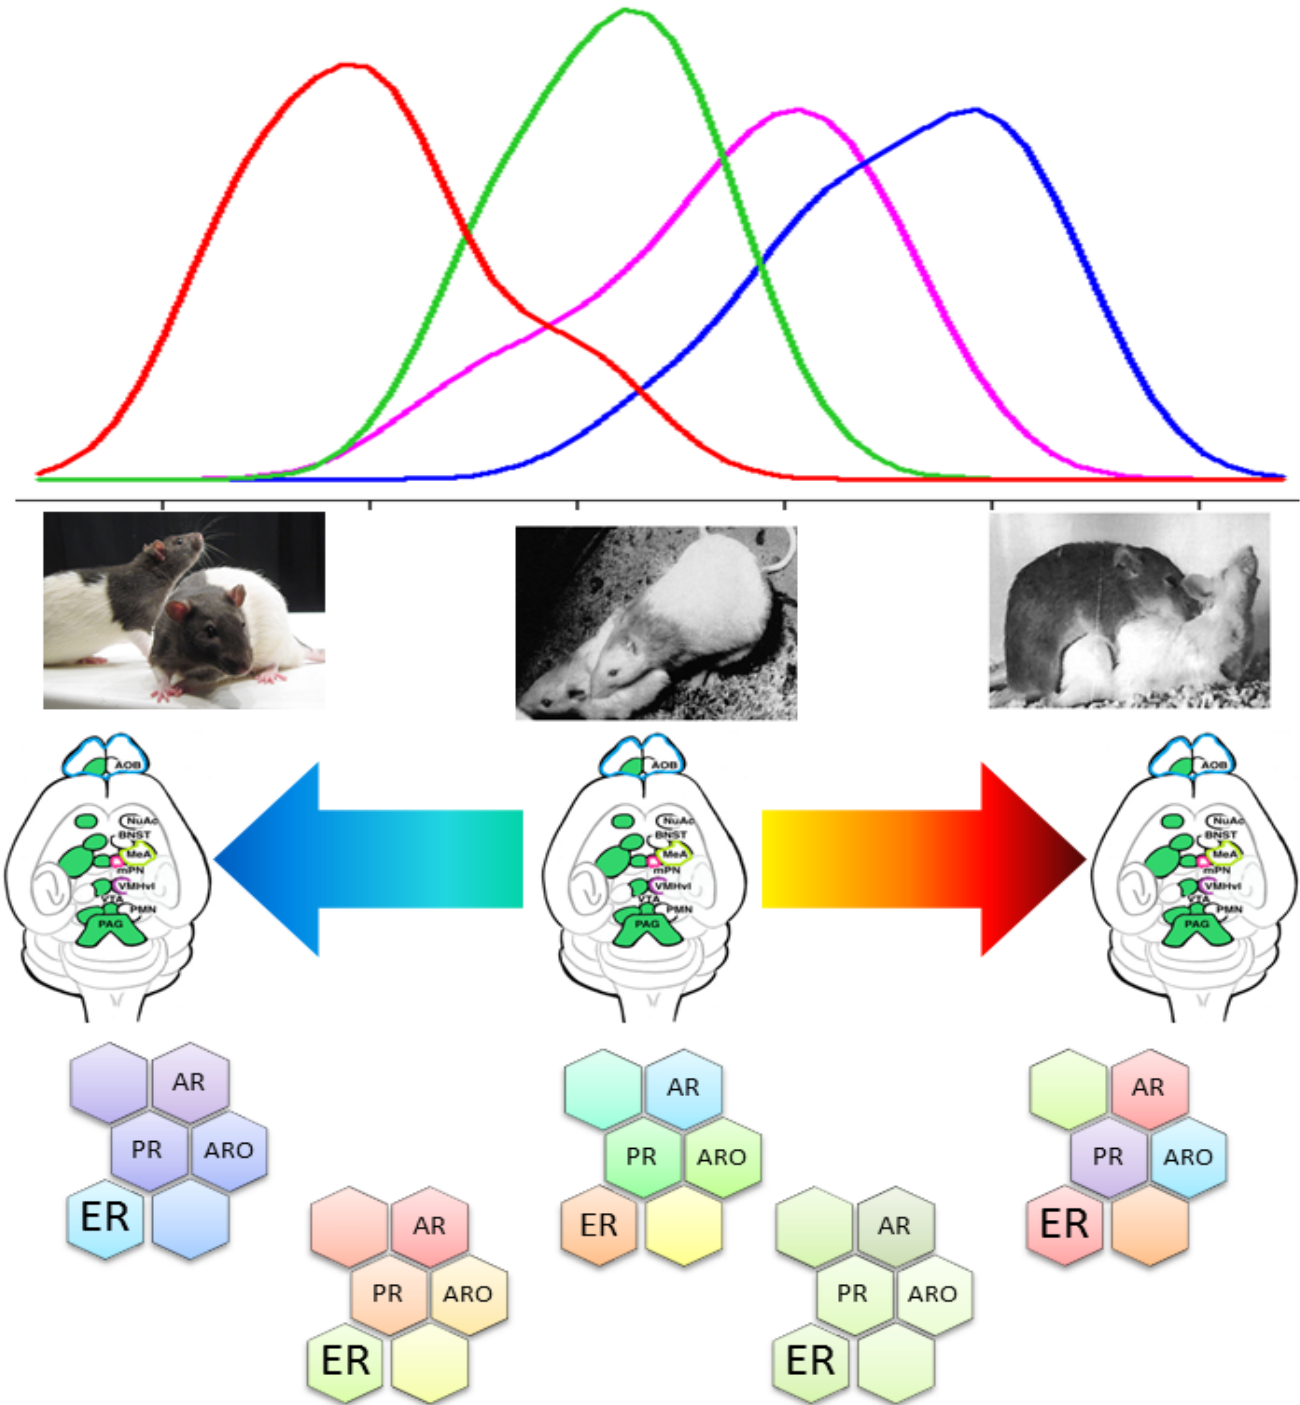 AOB
NuAc
BNST
MeA
mPN
VMHvl
VTA
PMN
PAG
AOB
NuAc
BNST
MeA
mPN
VMHvl
VTA
PMN
PAG
AOB
NuAc
BNST
MeA
mPN
VMHvl
VTA
PMN
PAG
AR
PR ARO
ER
AR
PR ARO
ER
AR
PR ARO
ER
AR
PR ARO
ER
AR
PR ARO
ER